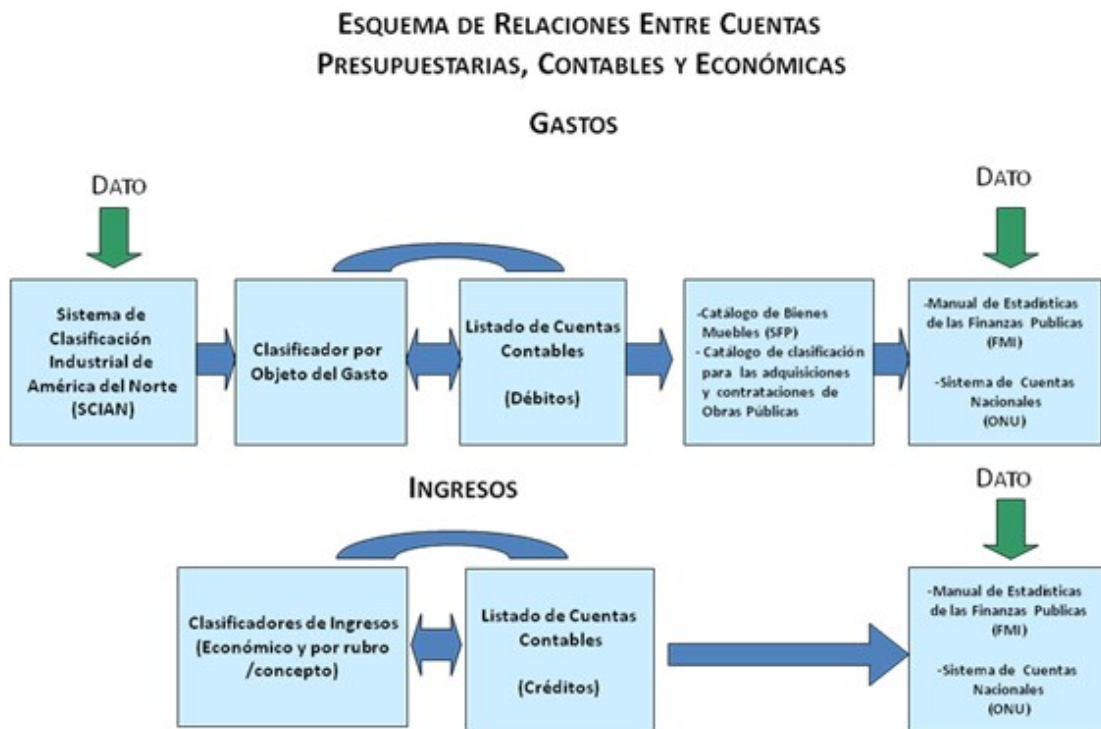 ESQUEMA DE RELACIONES ENTRE CUENTAS
PRESUPUESTARIAS, CONTABLES Y ECONÓMICAS
GASTOS
DATO
DATO
Sistema de
Clasificación
Industrial de
América del Norte
(SCIAN)
Clasificador por
Objeto del Gasto
Listado de Cuentas
Contables
(Débitos)
-Catálogo de Bienes
Muebles (SFP)
- Catálogo de clasificación
para las adquisiciones
y contrataciones de
Obras Públicas
-Manual de Estadísticas
de las Finanzas Publicas
(FMI)
-Sistema de Cuentas
Nacionales
(ONU)
INGRESOS
DATO
Clasificadores de Ingresos
(Económico y por rubro
/concepto)
Listado de Cuentas
Contables
(Créditos)
-Manual de Estadísticas
de las Finanzas Publicas
(FMI)
-Sistema de Cuentas
Nacionales
(ONU)